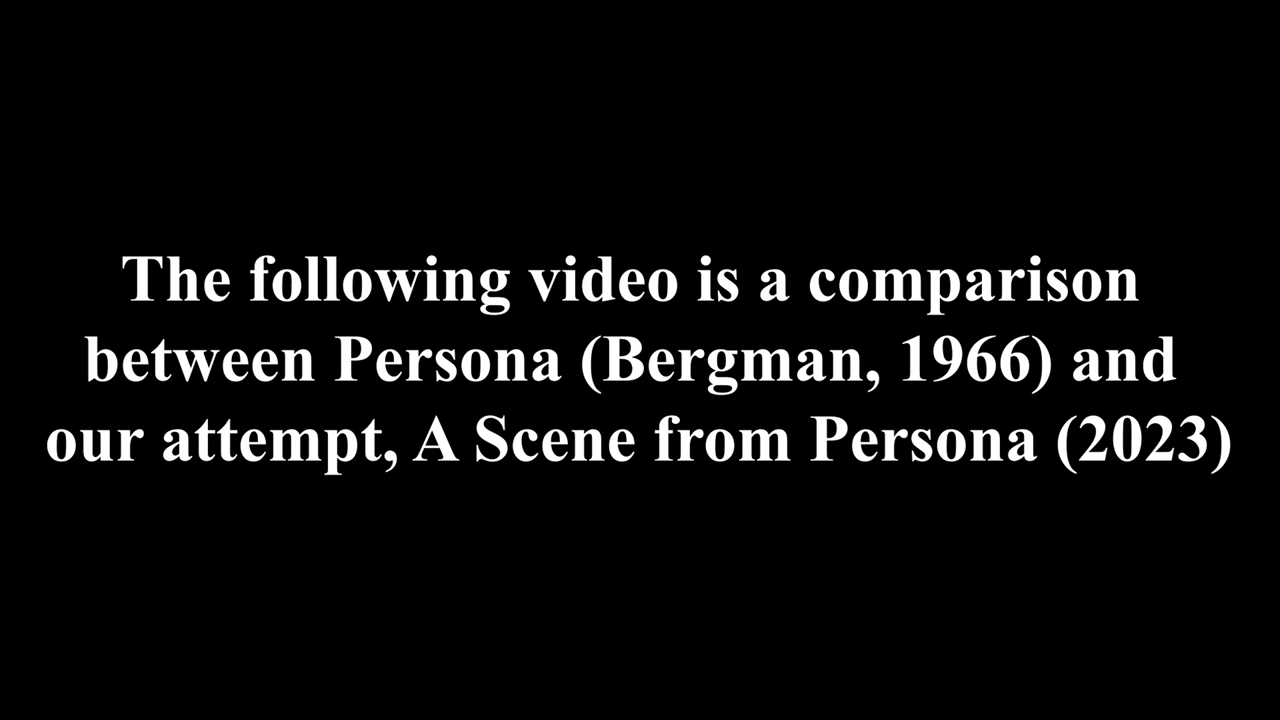 The following video is a comparison
between Persona (Bergman, 1966) and
our attempt, A Scene from Persona (2023)